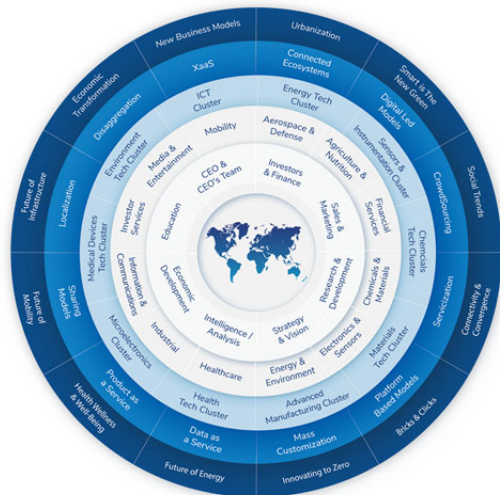 New Business Models
Urbanization
Smart is The
New Green
Social Trends
Connectivity &
Convergence
Bricks & Clicks
Innovating to Zero
Future of Energy
Health Wellness
& Well-Being
Future of
Mobility
Future of
Infrastructure
Economic
Transformation
XaaS
Connected
Ecosystems
Digital Led
Models
CrowdSourcing
Servicization
Platform
Based Models
Mass
Customization
Data as
a Service
Product as
a Service
Sharing
Models
Localization
Disaggregation
ICT
Cluster
Energy Tech
Cluster
Sensors &
Instrumentation Cluster
Chemcials
Tech Cluster
Materials
Tech Cluster
Advanced
Manufacturing Cluster
Health
Tech Cluster
Microelectronics
Cluster
Medical Devices
Tech Cluster
Environment
Tech Cluster
Mobility
Aerospace &
Defense
Agriculture &
Nutrition
Financial
Services
Chemicals &
Materials
Electronics &
Sensors
Energy &
Environment
Healthcare
Industrial
Information &
Communications
Investor
Services
Media &
Entertainment
CEO &
CEO's Team
Investors
& Finance
Sales &
Marketing
Research &
Development
Strategy
& Vision
Intelligence /
Analysis
Economic
Development
Education